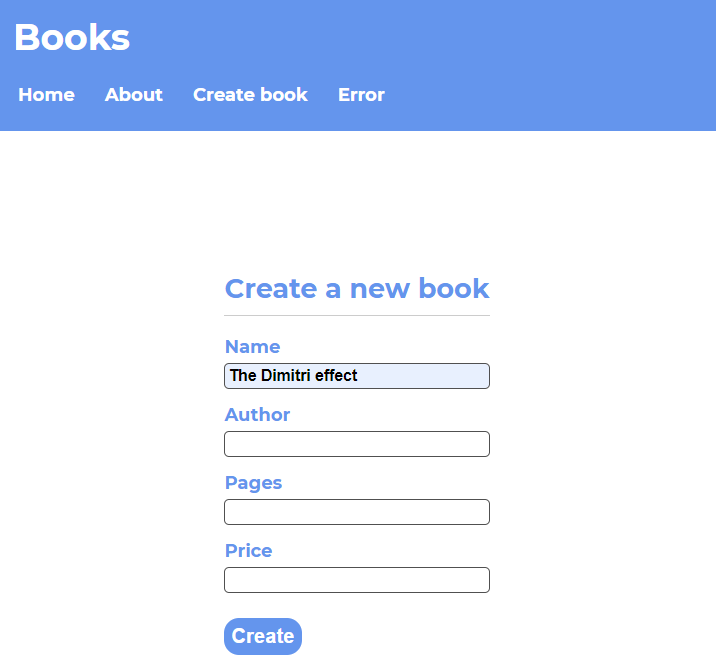 Books
Home About Create book Error
Create a new book
Name
The Dimitri effect
Author
Pages
Price
Create